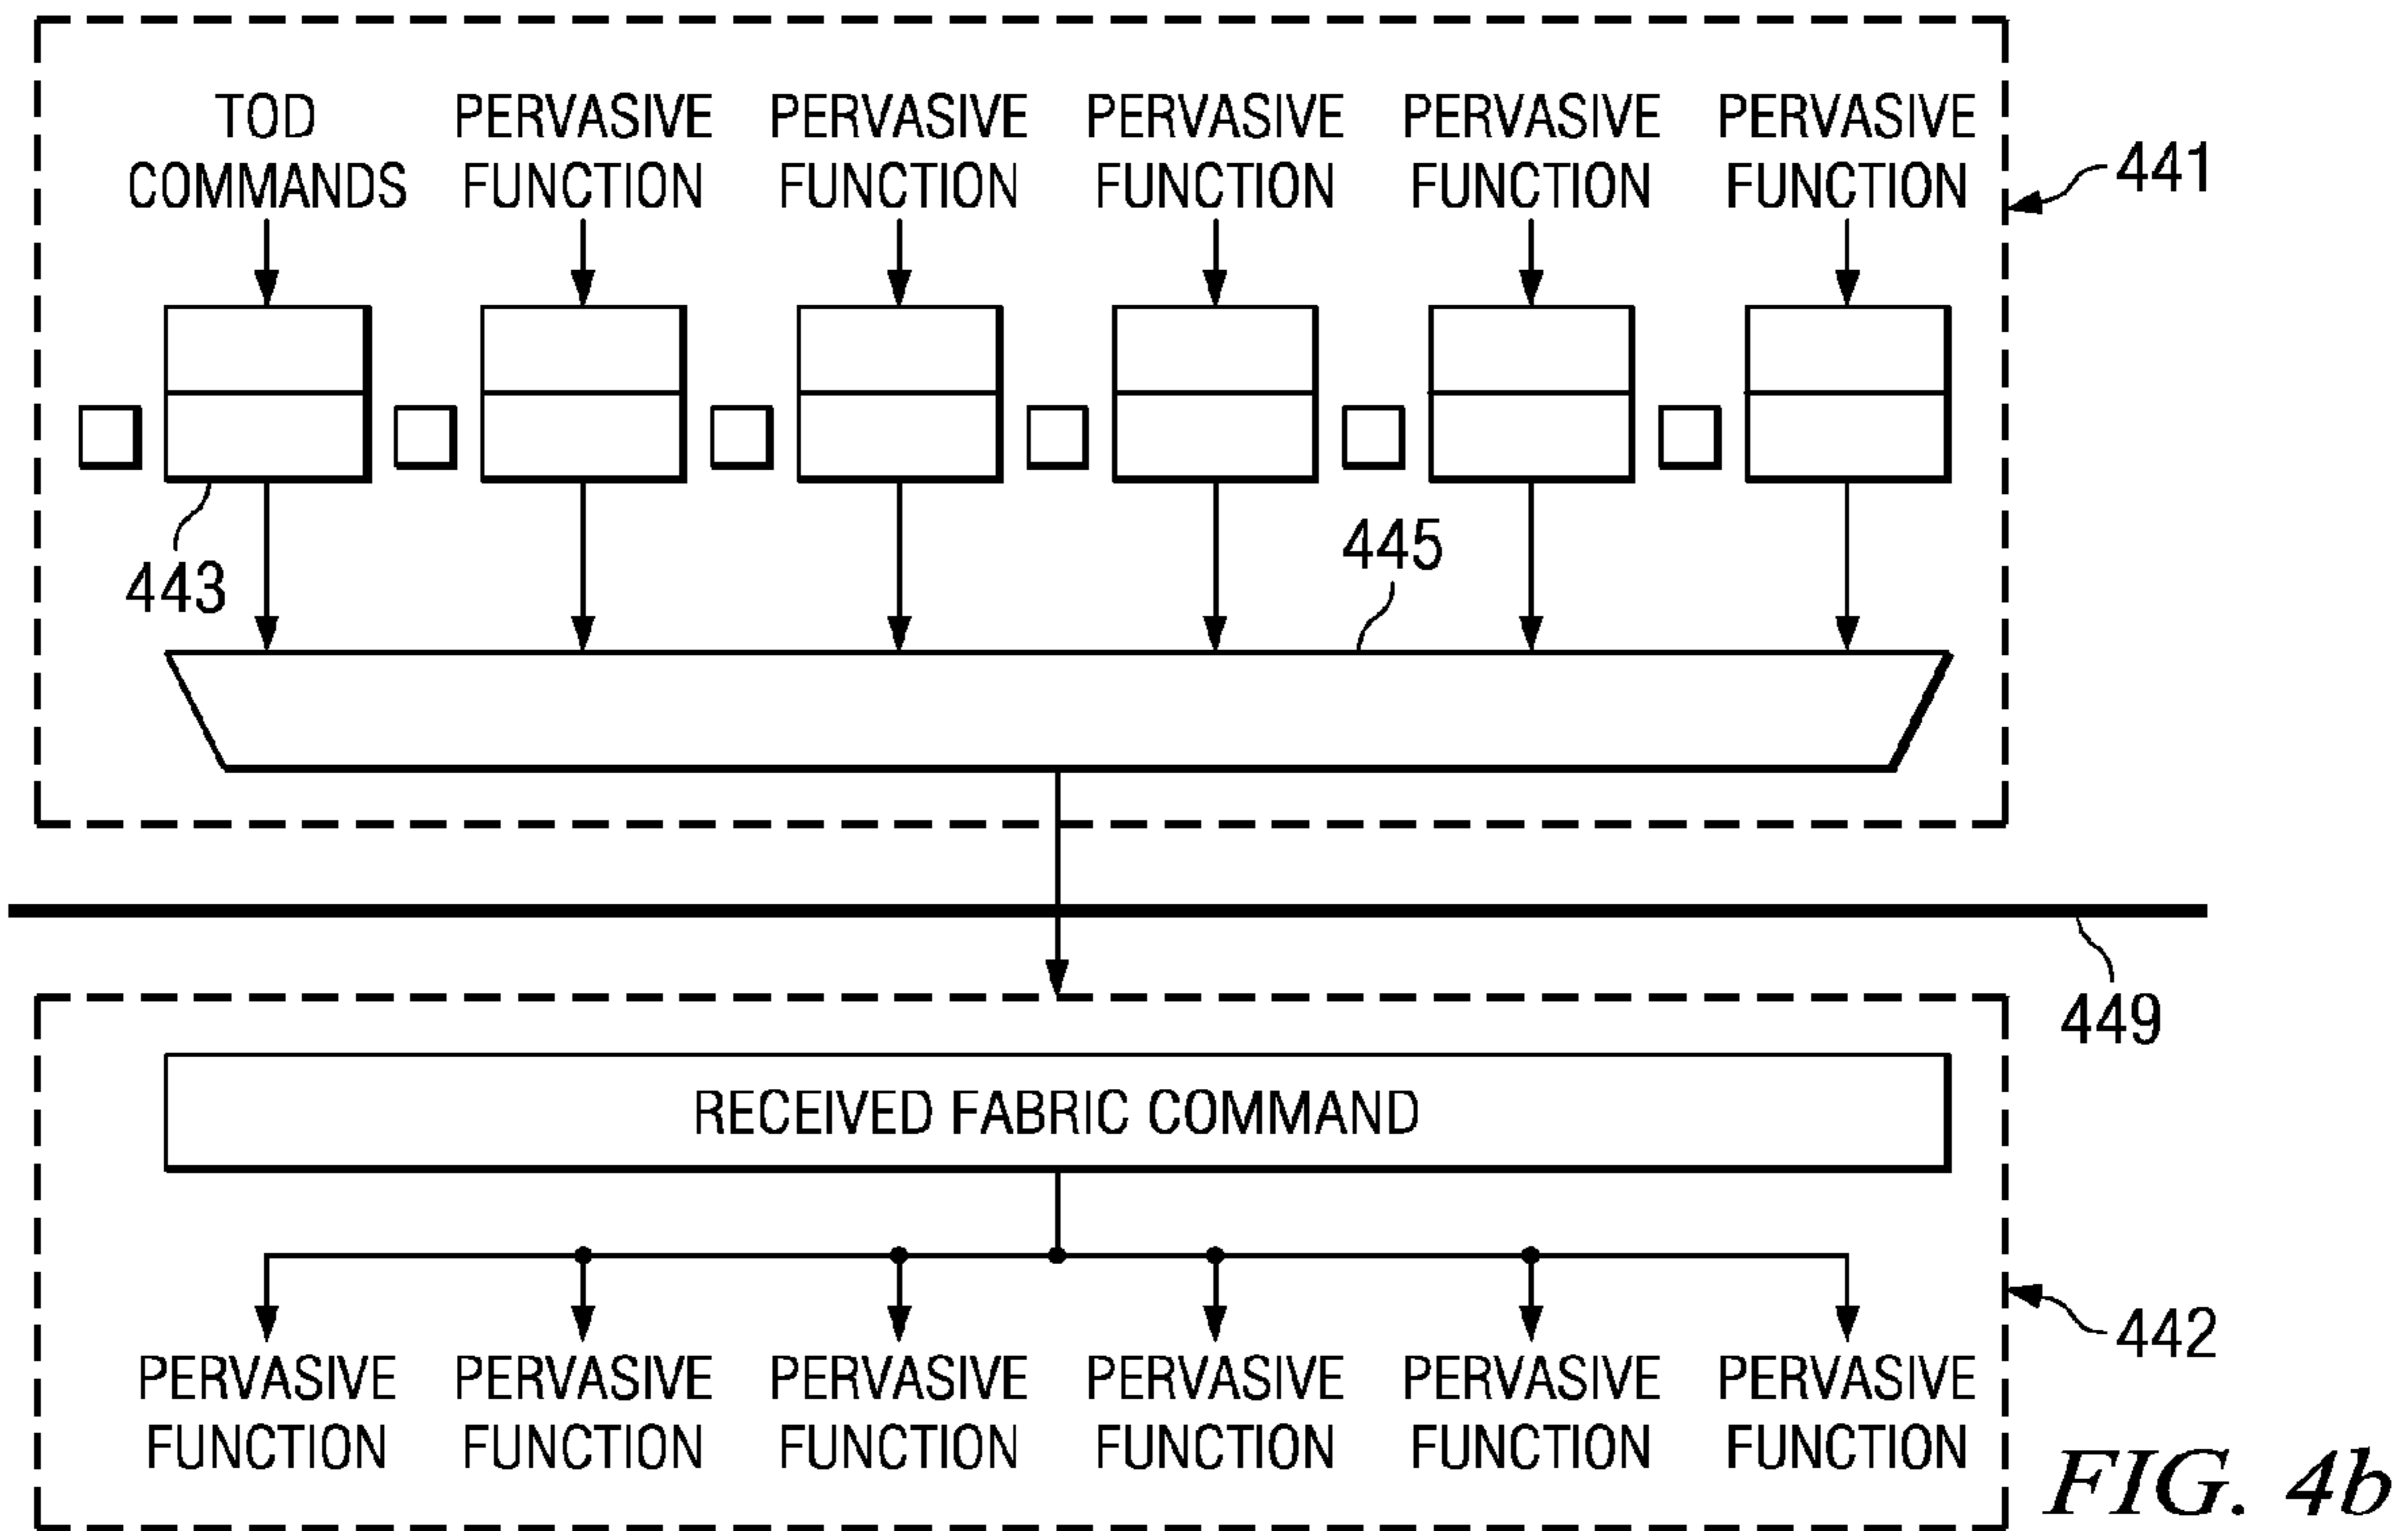 TOD PERVASIVE PERVASIVE PERVASIVE PERVASIVE PERVASIVE
COMMANDS FUNCTION FUNCTION FUNCTION FUNCTION FUNCTION
441
443
445
449
RECEIVED FABRIC COMMAND
442
PERVASIVE PERVASIVE PERVASIVE PERVASIVE PERVASIVE PERVASIVE
FUNCTION FUNCTION FUNCTION FUNCTION FUNCTION FUNCTION
FIG. 4b